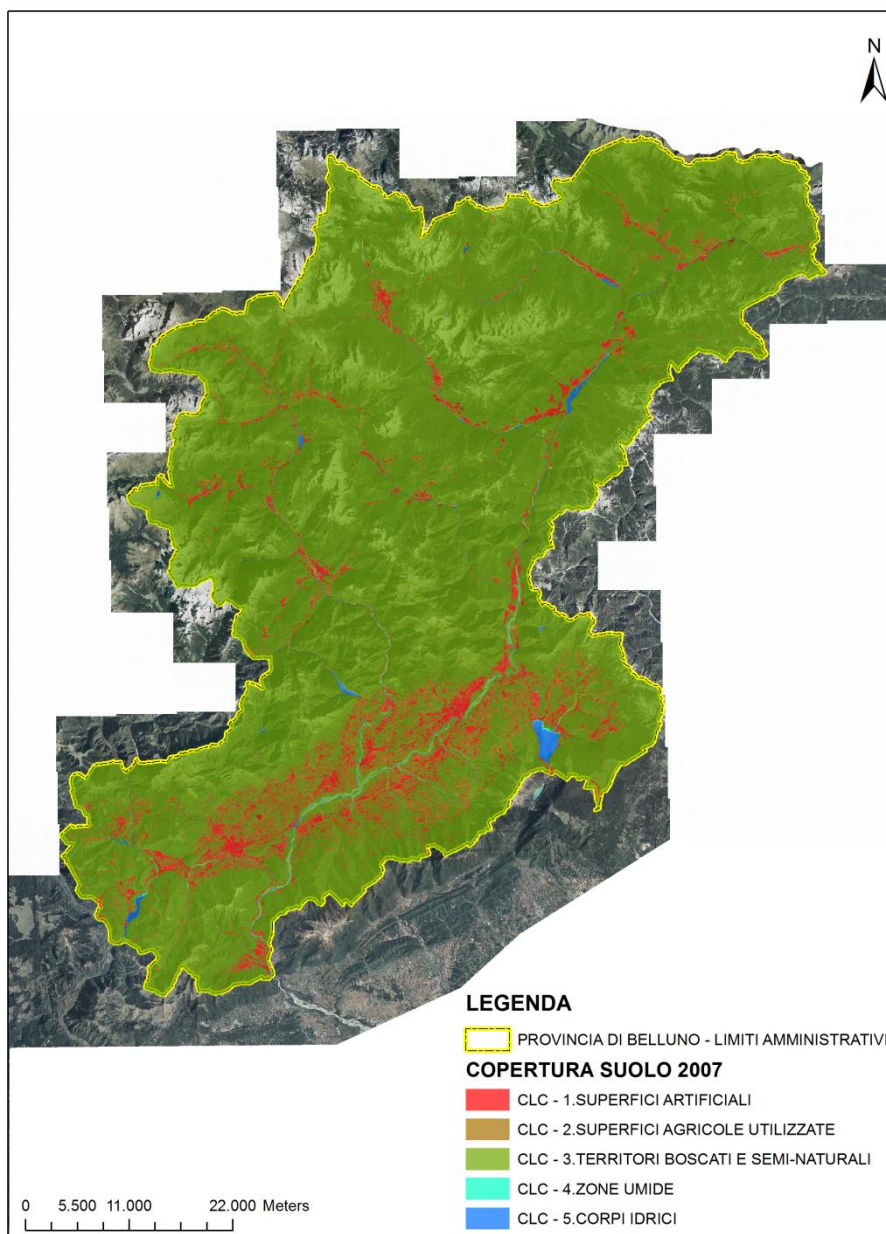 N
LEGENDA
PROVINCIA DI BELLUNO - LIMITI AMMINISTRATIVI
COPERTURA SUOLO 2007
CLC - 1.SUPERFICI ARTIFICIALI
CLC - 2.SUPERFICI AGRICOLE UTILIZZATE
CLC - 3.TERRITORI BOSCATI E SEMI-NATURALI
CLC - 4.ZONE UMIDE
CLC - 5.CORPI IDRICI
0 5.500 11.000 22.000 Meters